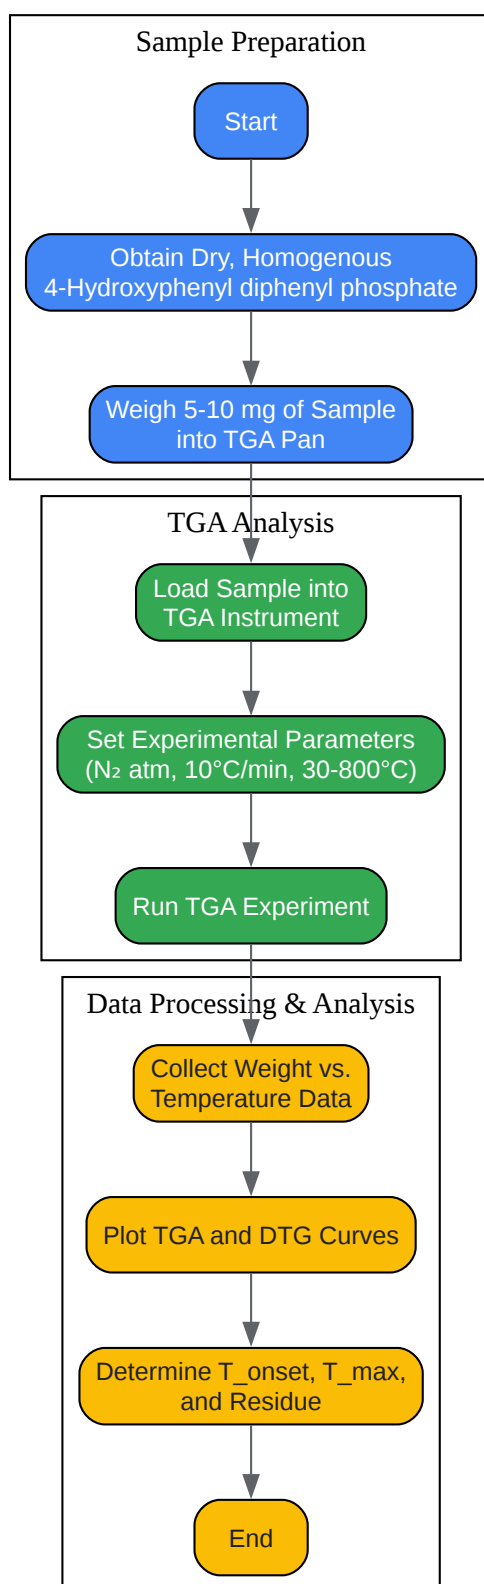 Sample Preparation
Start
Obtain Dry, Homogenous
4-Hydroxyphenyl diphenyl phosphate
Weigh 5-10 mg of Sample
into TGA Pan
TGA Analysis
Load Sample into
TGA Instrument
Set Experimental Parameters
(N₂ atm, 10°C/min, 30-800°C)
Run TGA Experiment
Data Processing & Analysis
Collect Weight vs.
Temperature Data
Plot TGA and DTG Curves
Determine T_onset, T_max,
and Residue
End